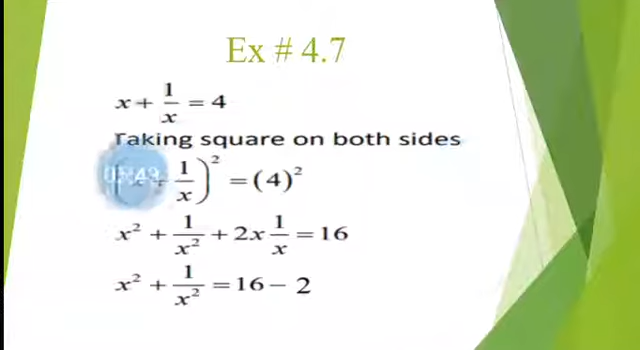 Ex # 4.7
x + 1/x = 4
Taking square on both sides
1/x)² = (4)²
x² + 1/x² + 2x 1/x = 16
x² + 1/x² = 16 − 2